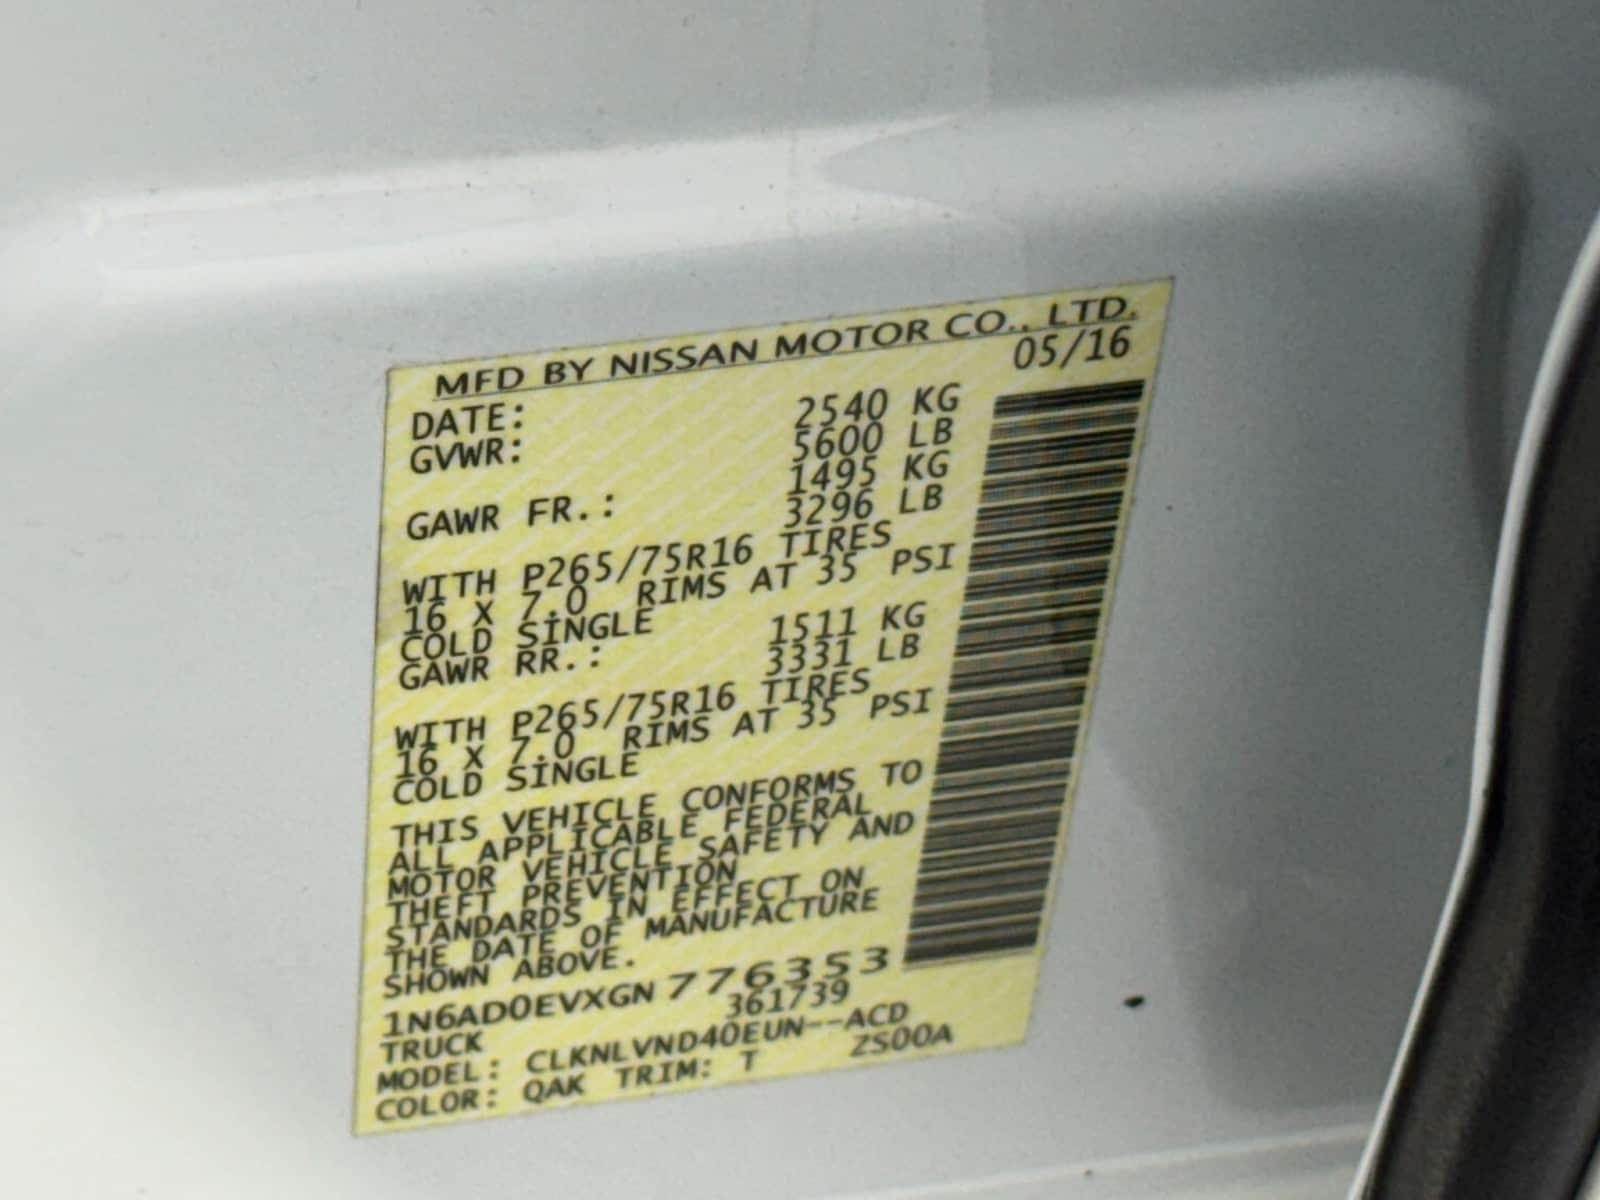 MFD BY NISSAN MOTOR CO., LTD.
DATE: 05/16
GVWR: 2540 KG
5600 LB
GAWR FR.: 1495 KG
3296 LB
WITH P265/75R16 TIRES
16 X 7.0 RIMS AT 35 PSI
COLD SINGLE
GAWR RR.: 1511 KG
3331 LB
WITH P265/75R16 TIRES
16 X 7.0 RIMS AT 35 PSI
COLD SINGLE
THIS VEHICLE CONFORMS TO
ALL APPLICABLE FEDERAL
MOTOR VEHICLE SAFETY AND
THEFT PREVENTION
STANDARDS IN EFFECT ON
THE DATE OF MANUFACTURE
SHOWN ABOVE.
1N6AD0EVXGN 776353
TRUCK 361739
MODEL: CLKNLVND40EUN--ACD
COLOR: QAK TRIM: T ZS00A